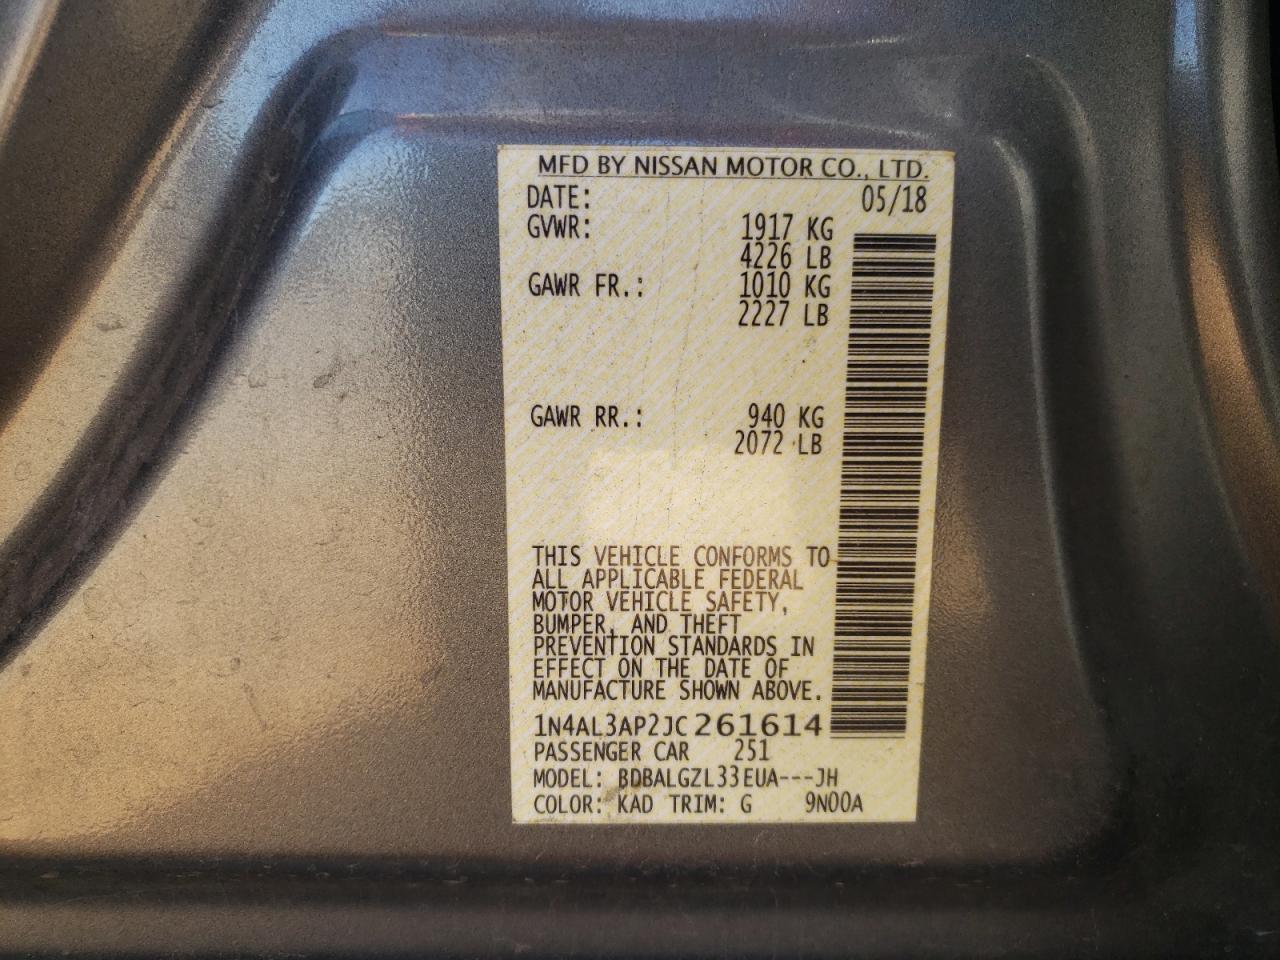 MFD BY NISSAN MOTOR CO., LTD.
DATE: 05/18
GVWR: 1917 KG
4226 LB
GAWR FR.: 1010 KG
2227 LB
GAWR RR.: 940 KG
2072 LB
THIS VEHICLE CONFORMS TO
ALL APPLICABLE FEDERAL
MOTOR VEHICLE SAFETY,
BUMPER, AND THEFT
PREVENTION STANDARDS IN
EFFECT ON THE DATE OF
MANUFACTURE SHOWN ABOVE.
1N4AL3AP2JC261614
PASSENGER CAR 251
MODEL: BDBALGZL33EUA---JH
COLOR: KAD TRIM: G 9N00A